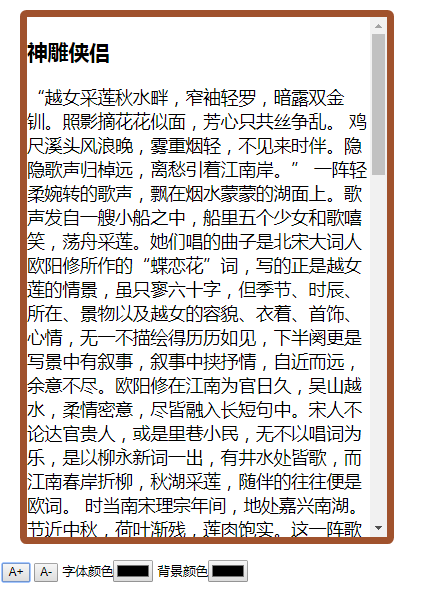 神雕侠侣
“越女采莲秋水畔，窄袖轻罗，暗露双金
钏。照影摘花花似面，芳心只共丝争乱。 鸡
尺溪头风浪晚，雾重烟轻，不见来时伴。隐
隐歌声归棹远，离愁引着江南岸。” 一阵轻
柔婉转的歌声，飘在烟水蒙蒙的湖面上。歌
声发自一艘小船之中，船里五个少女和歌嘻
笑，荡舟采莲。她们唱的曲子是北宋大词人
欧阳修所作的“蝶恋花”词，写的正是越女
莲的情景，虽只寥六十字，但季节、时辰、
所在、景物以及越女的容貌、衣着、首饰、
心情，无一不描绘得历历如见，下半阕更是
写景中有叙事，叙事中挟抒情，自近而远，
余意不尽。欧阳修在江南为官日久，吴山越
水，柔情密意，尽皆融入长短句中。宋人不
论达官贵人，或是里巷小民，无不以唱词为
乐，是以柳永新词一出，有井水处皆歌，而
江南春岸折柳，秋湖采莲，随伴的往往便是
欧词。 时当南宋理宗年间，地处嘉兴南湖。
节近中秋，荷叶渐残，莲肉饱实。这一阵歌
A+ A- 字体颜色 背景颜色